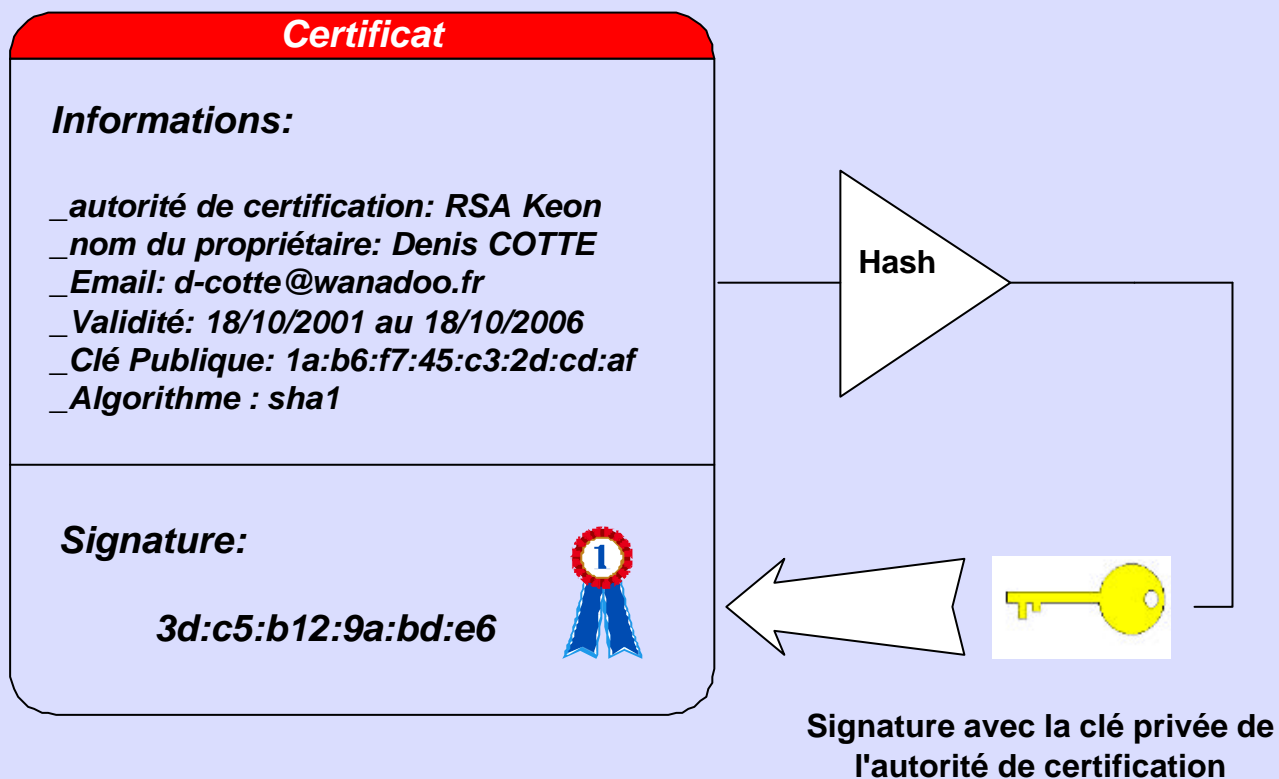 Certificat
Informations:
_autorité de certification: RSA Keon
_nom du propriétaire: Denis COTTE
_Email: d-cotte@wanadoo.fr
_Validité: 18/10/2001 au 18/10/2006
_Clé Publique: 1a:b6:f7:45:c3:2d:cd:af
_Algorithme : sha1
Hash
Signature:
1
3d:c5:b12:9a:bd:e6
Signature avec la clé privée de
l'autorité de certification